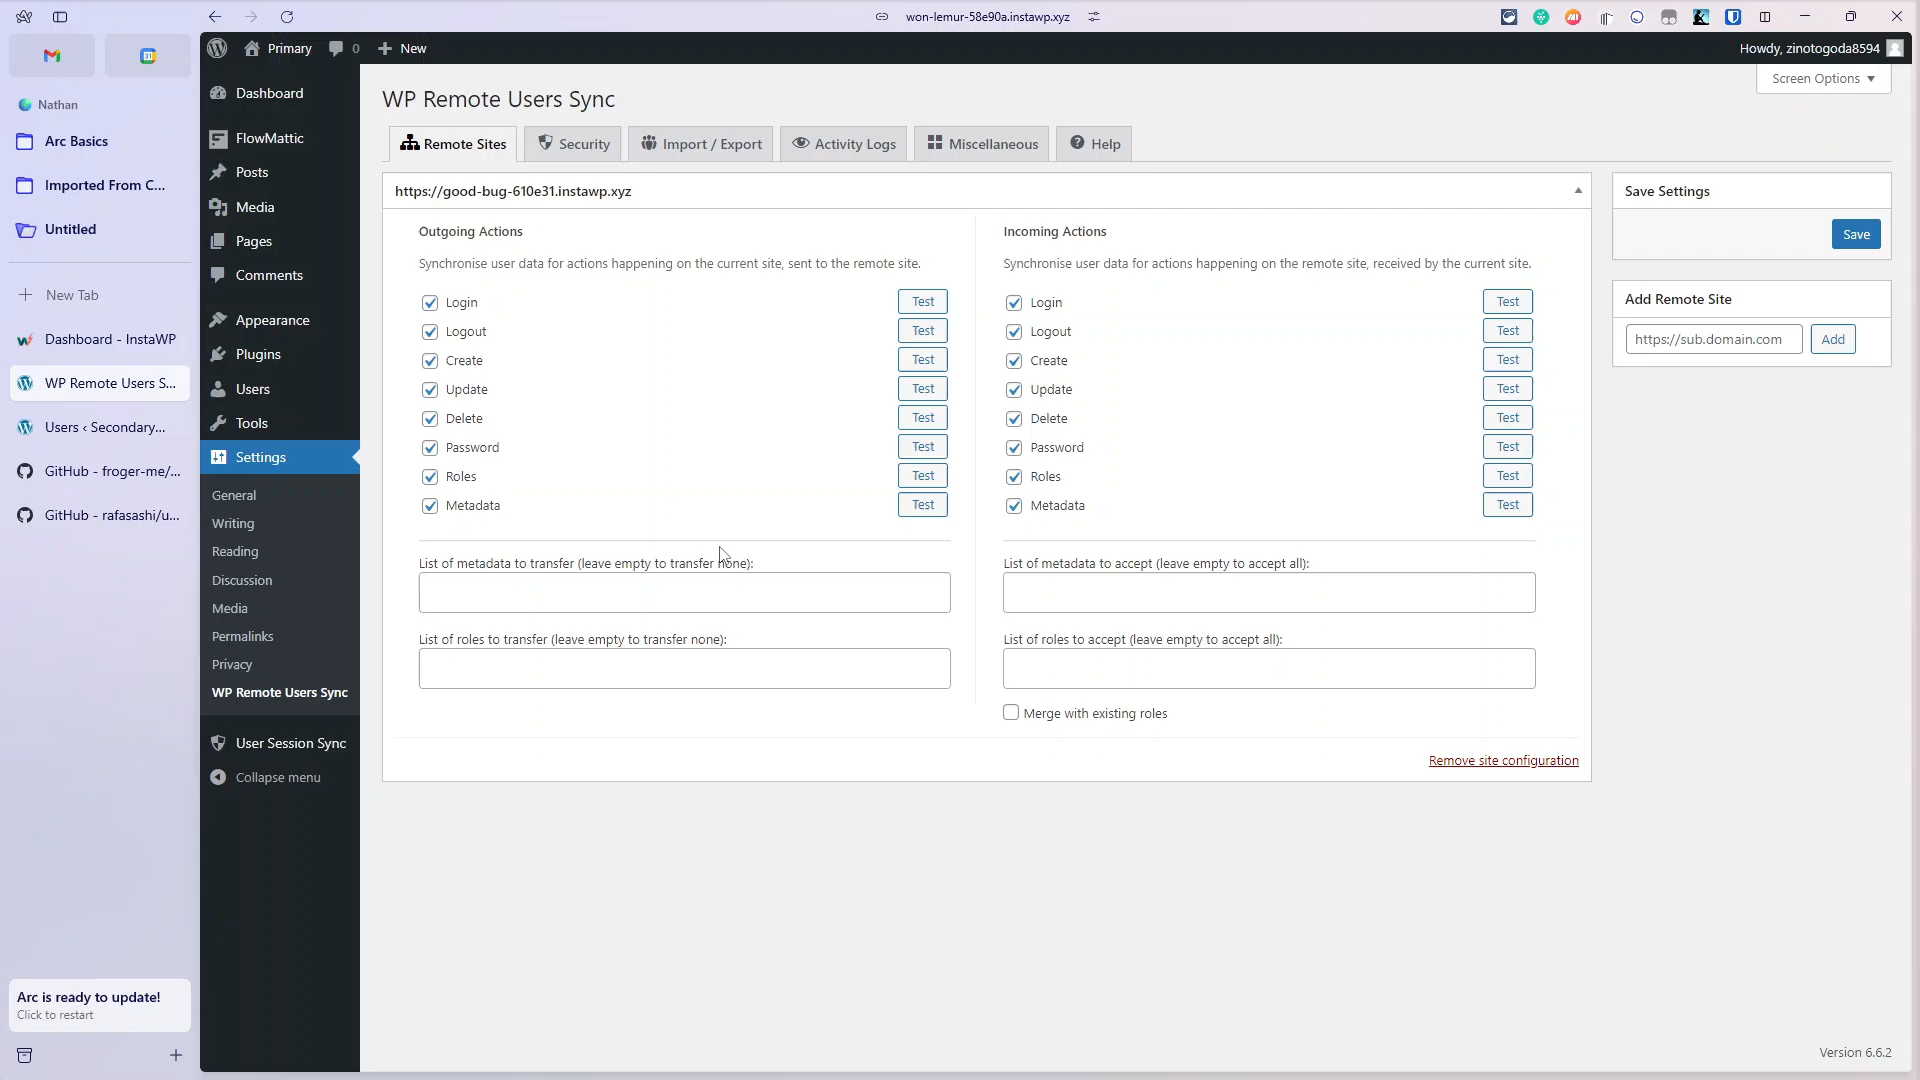 won-lemur-58e90a.instawp.xyz
31
Primary
0
New
Howdy, zinotogoda8594
Nathan
Arc Basics
Imported From C...
Untitled
New Tab
Dashboard - InstaWP
WP Remote Users S...
Users ‹ Secondary...
GitHub - froger-me/...
GitHub - rafasashi/u...
Arc is ready to update!
Click to restart
Dashboard
FlowMattic
Posts
Media
Pages
Comments
Appearance
Plugins
Users
Tools
Settings
General
Writing
Reading
Discussion
Media
Permalinks
Privacy
WP Remote Users Sync
User Session Sync
Collapse menu
Screen Options
WP Remote Users Sync
Remote Sites
Security
Import / Export
Activity Logs
Miscellaneous
Help
https://good-bug-610e31.instawp.xyz
Outgoing Actions
Synchronise user data for actions happening on the current site, sent to the remote site.
Login Test
Logout Test
Create Test
Update Test
Delete Test
Password Test
Roles Test
Metadata Test
List of metadata to transfer (leave empty to transfer none):
List of roles to transfer (leave empty to transfer none):
Incoming Actions
Synchronise user data for actions happening on the remote site, received by the current site.
Login Test
Logout Test
Create Test
Update Test
Delete Test
Password Test
Roles Test
Metadata Test
List of metadata to accept (leave empty to accept all):
List of roles to accept (leave empty to accept all):
Merge with existing roles
Remove site configuration
Save Settings
Save
Add Remote Site
https://sub.domain.com Add
Version 6.6.2